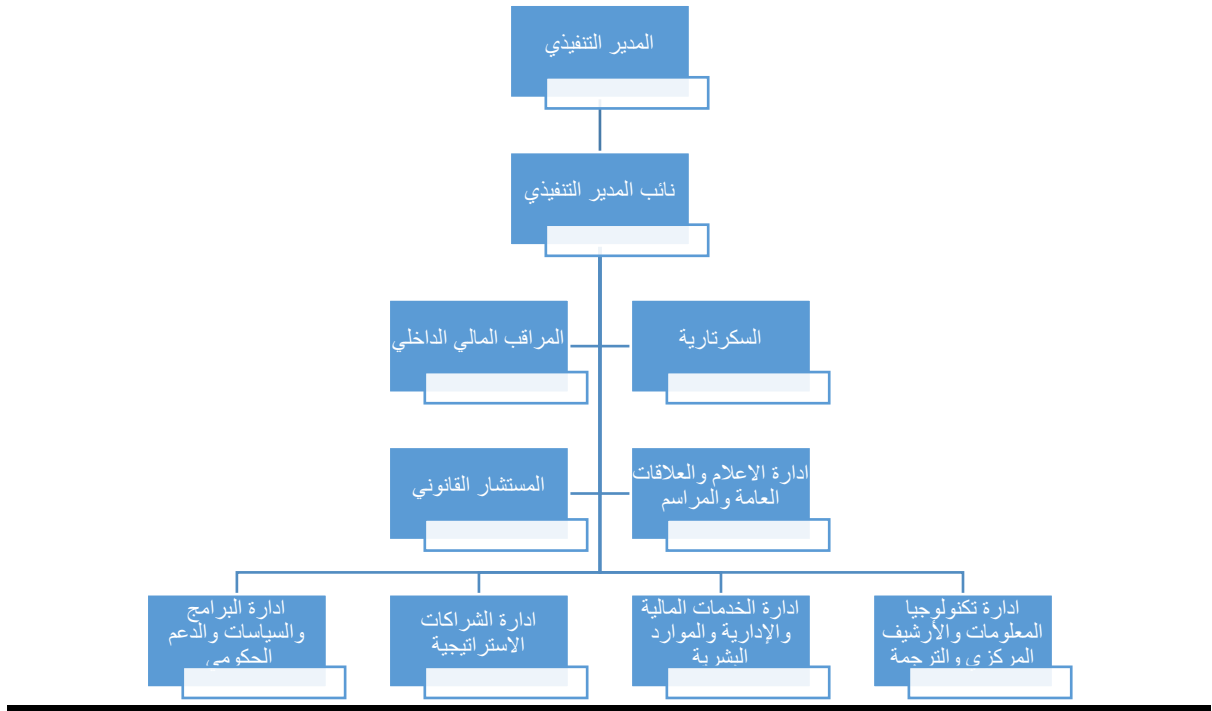 المدير التنفيذي
نائب المدير التنفيذي
السكرتارية
المراقب المالي الداخلي
ادارة الاعلام والعلاقات
العامة والمراسم
المستشار القانوني
ادارة تكنولوجيا
المعلومات والأرشيف
المركزي والترجمة
ادارة الخدمات المالية
والإدارية والموارد
البشرية
ادارة الشراكات
الاستراتيجية
ادارة البرامج
والسياسات والدعم
الحكومي